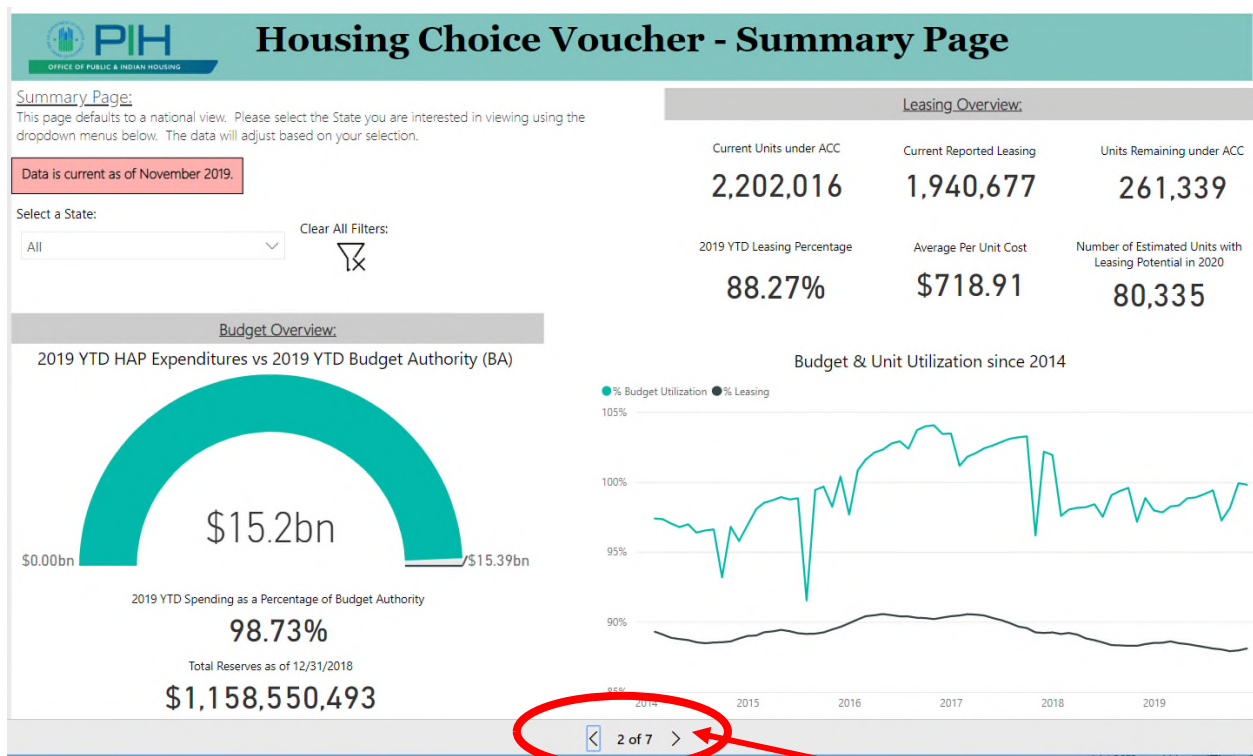 PIH
OFFICE OF PUBLIC & INDIAN HOUSING
Housing Choice Voucher - Summary Page
Summary Page:
This page defaults to a national view. Please select the State you are interested in viewing using the
dropdown menus below. The data will adjust based on your selection.
Data is current as of November 2019.
Select a State:
All
Clear All Filters:
Leasing Overview:
Current Units under ACC
2,202,016
Current Reported Leasing
1,940,677
Units Remaining under ACC
261,339
2019 YTD Leasing Percentage
88.27%
Average Per Unit Cost
$718.91
Number of Estimated Units with
Leasing Potential in 2020
80,335
Budget Overview:
2019 YTD HAP Expenditures vs 2019 YTD Budget Authority (BA)
$15.2bn
$0.00bn
$15.39bn
2019 YTD Spending as a Percentage of Budget Authority
98.73%
Total Reserves as of 12/31/2018
$1,158,550,493
Budget & Unit Utilization since 2014
% Budget Utilization
% Leasing
105%
100%
95%
90%
85%
2014
2015
2016
2017
2018
2019
2 of 7